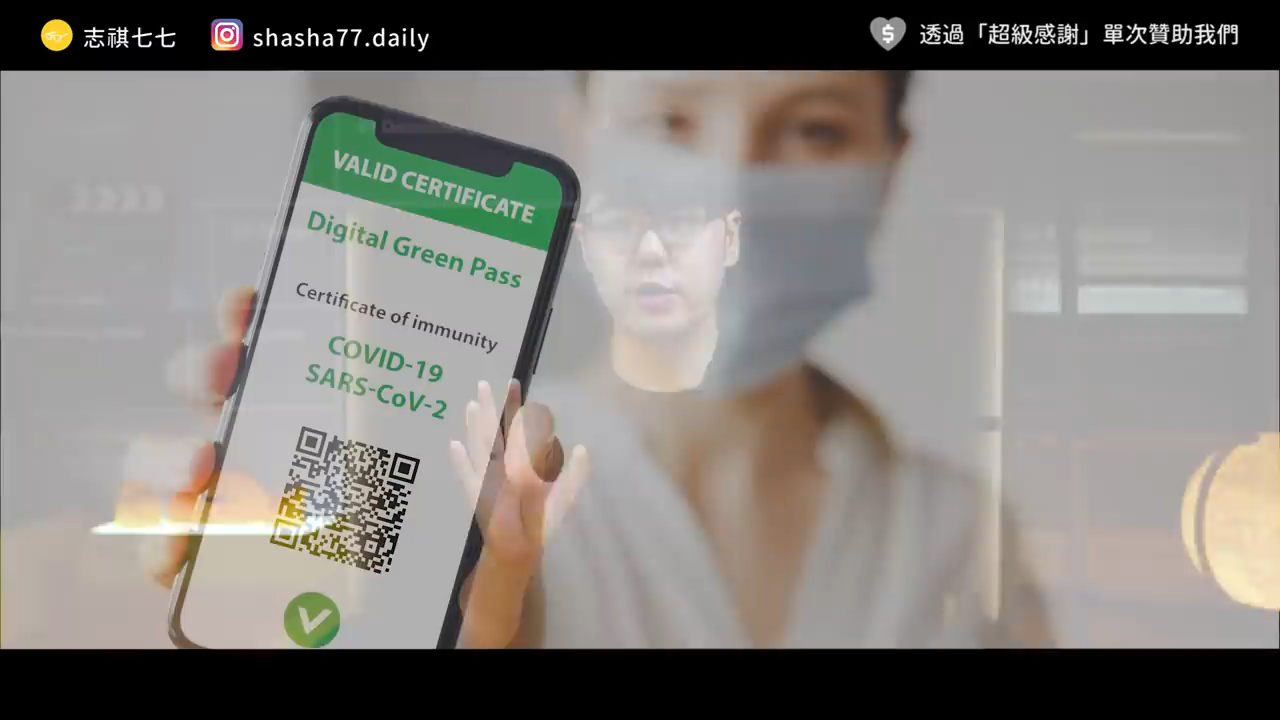 志祺七七
shasha77.daily
透過「超級感謝」單次贊助我們
VALID CERTIFICATE
Digital Green Pass
Certificate of immunity
COVID-19
SARS-CoV-2